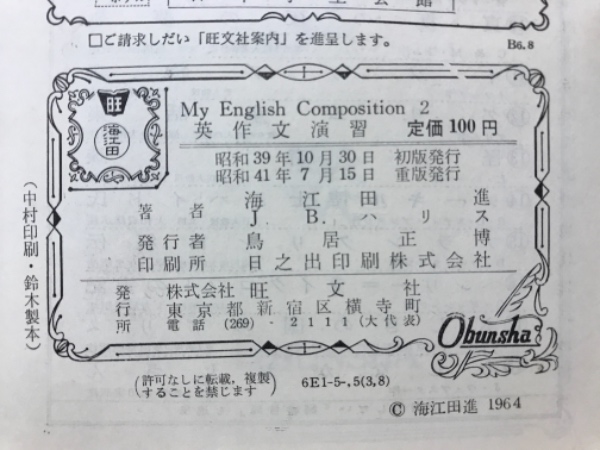 □ご請求しだい「旺文社案内」を進呈します。
B6.8
旺
海江田
My English Composition 2
英作文演習 定価100円
昭和39年10月30日 初版発行
昭和41年7月15日 重版発行
著者 海江田進
J.B.ハリス
発行者 鳥居正博
印刷所 日之出印刷株式会社
発行所 株式会社旺文社
東京都新宿区横寺町
電話 (269)-2111(大代表)
Obunsha
(中村印刷・鈴木製本)
(許可なしに転載，複製
することを禁じます)
6E1-5-.5(3,8)
© 海江田進 1964